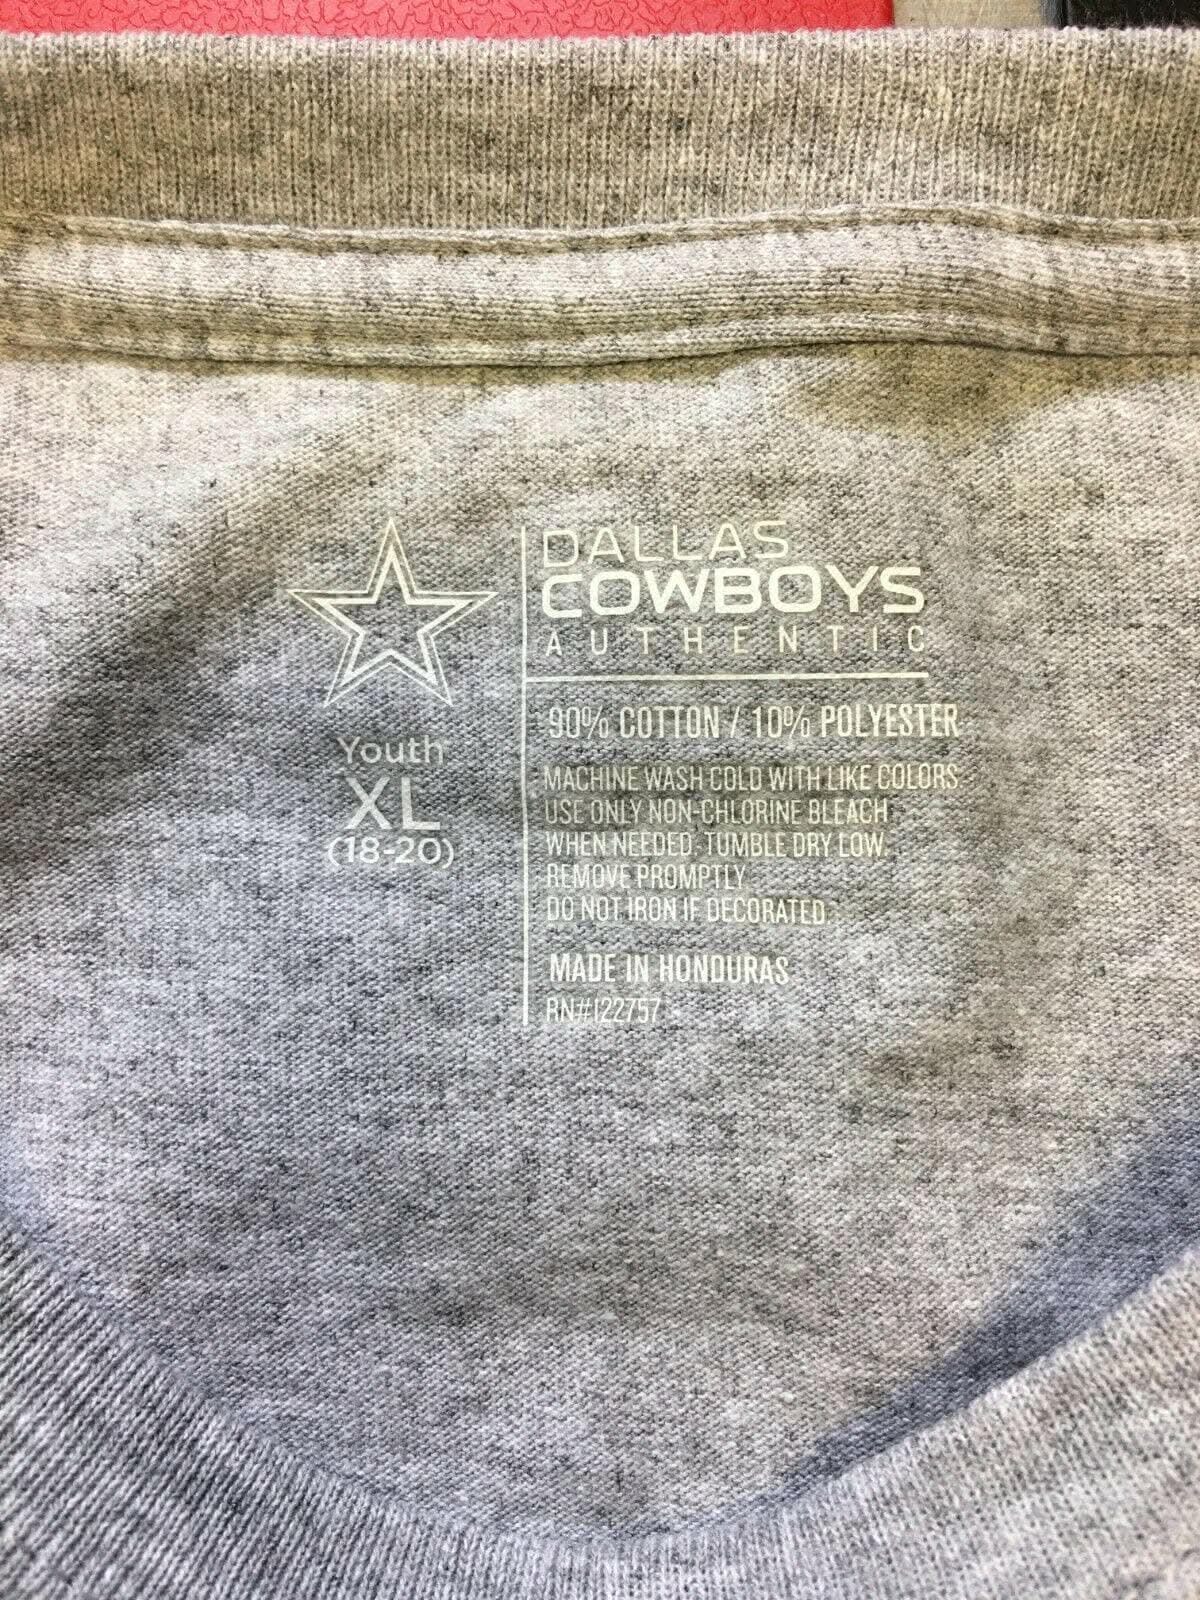 DALLAS
COWBOYS
AUTHENTIC
90% COTTON / 10% POLYESTER
MACHINE WASH COLD WITH LIKE COLORS
USE ONLY NON-CHLORINE BLEACH
WHEN NEEDED. TUMBLE DRY LOW.
REMOVE PROMPTLY.
DO NOT IRON IF DECORATED.
MADE IN HONDURAS
RN#122757
Youth
XL
(18-20)